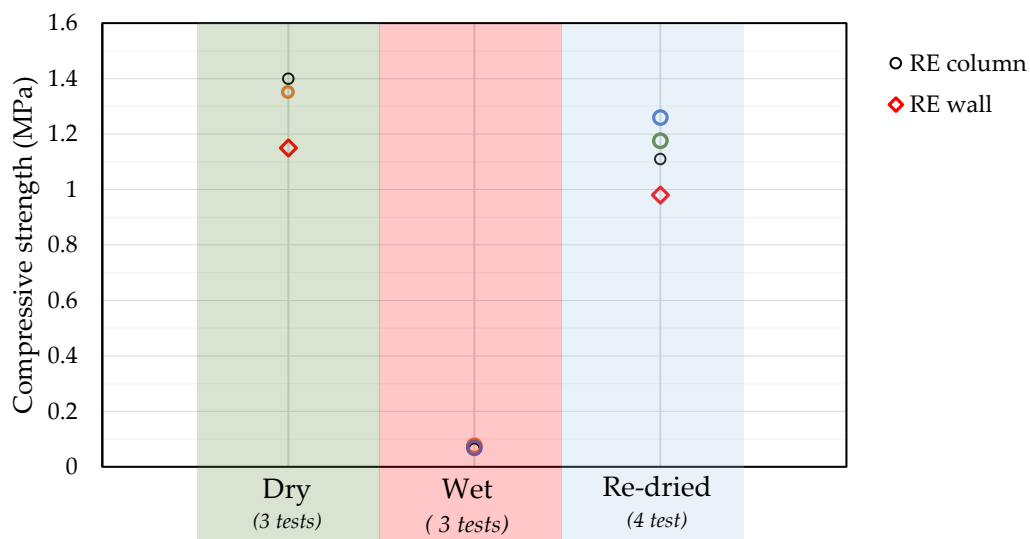 Compressive strength (MPa)
1.6
1.4
1.2
1
0.8
0.6
0.4
0.2
0
Dry
(3 tests)
Wet
( 3 tests)
Re-dried
(4 test)
RE column
RE wall